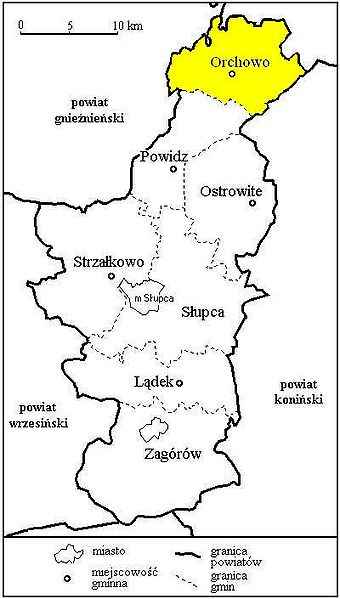 0 5 10 km
Orchowo
powiat
gnieźnieński
Powidz
Ostrowite
Strzałkowo
m Słupca
Słupca
Lądek
powiat
koniński
powiat
wrzesiński
Zagórów
miasto
granica
powiatów
miejscowość
gminna
granica
gmin